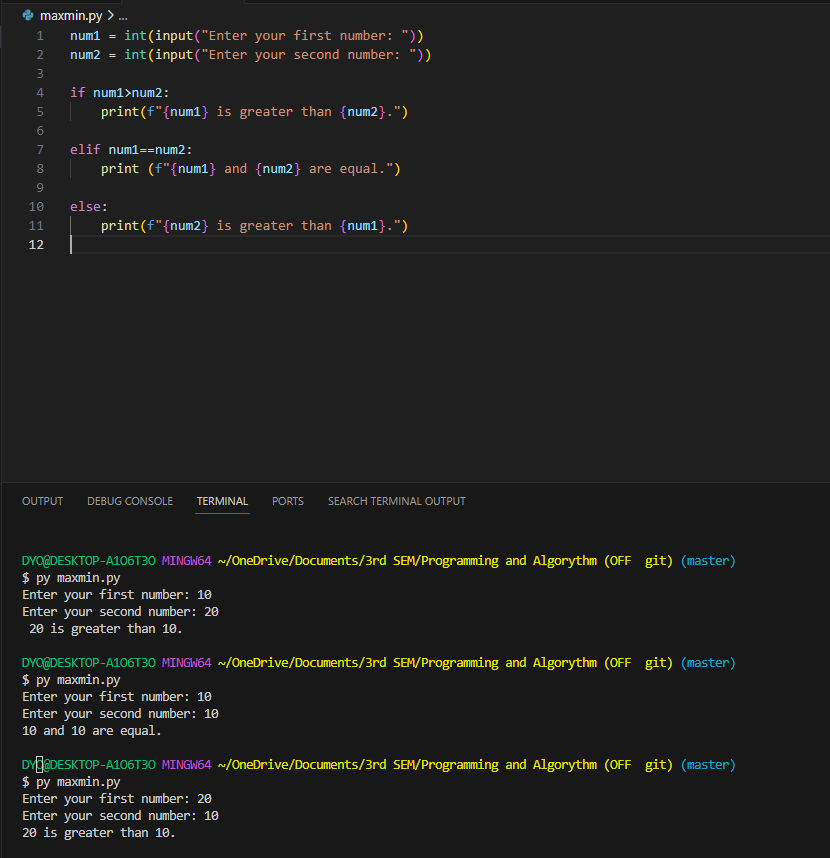 maxmin.py > ...
1 num1 = int(input("Enter your first number: "))
2 num2 = int(input("Enter your second number: "))
3
4 if num1>num2:
5     print(f"{num1} is greater than {num2}.")
6
7 elif num1==num2:
8     print (f"{num1} and {num2} are equal.")
9
10 else:
11     print(f"{num2} is greater than {num1}.")
12
OUTPUT DEBUG CONSOLE TERMINAL PORTS SEARCH TERMINAL OUTPUT
DYO@DESKTOP-A1O6T3O MINGW64 ~/OneDrive/Documents/3rd SEM/Programming and Algorythm (OFF  git) (master)
$ py maxmin.py
Enter your first number: 10
Enter your second number: 20
 20 is greater than 10.
DYO@DESKTOP-A1O6T3O MINGW64 ~/OneDrive/Documents/3rd SEM/Programming and Algorythm (OFF  git) (master)
$ py maxmin.py
Enter your first number: 10
Enter your second number: 10
10 and 10 are equal.
DYO@DESKTOP-A1O6T3O MINGW64 ~/OneDrive/Documents/3rd SEM/Programming and Algorythm (OFF  git) (master)
$ py maxmin.py
Enter your first number: 20
Enter your second number: 10
20 is greater than 10.